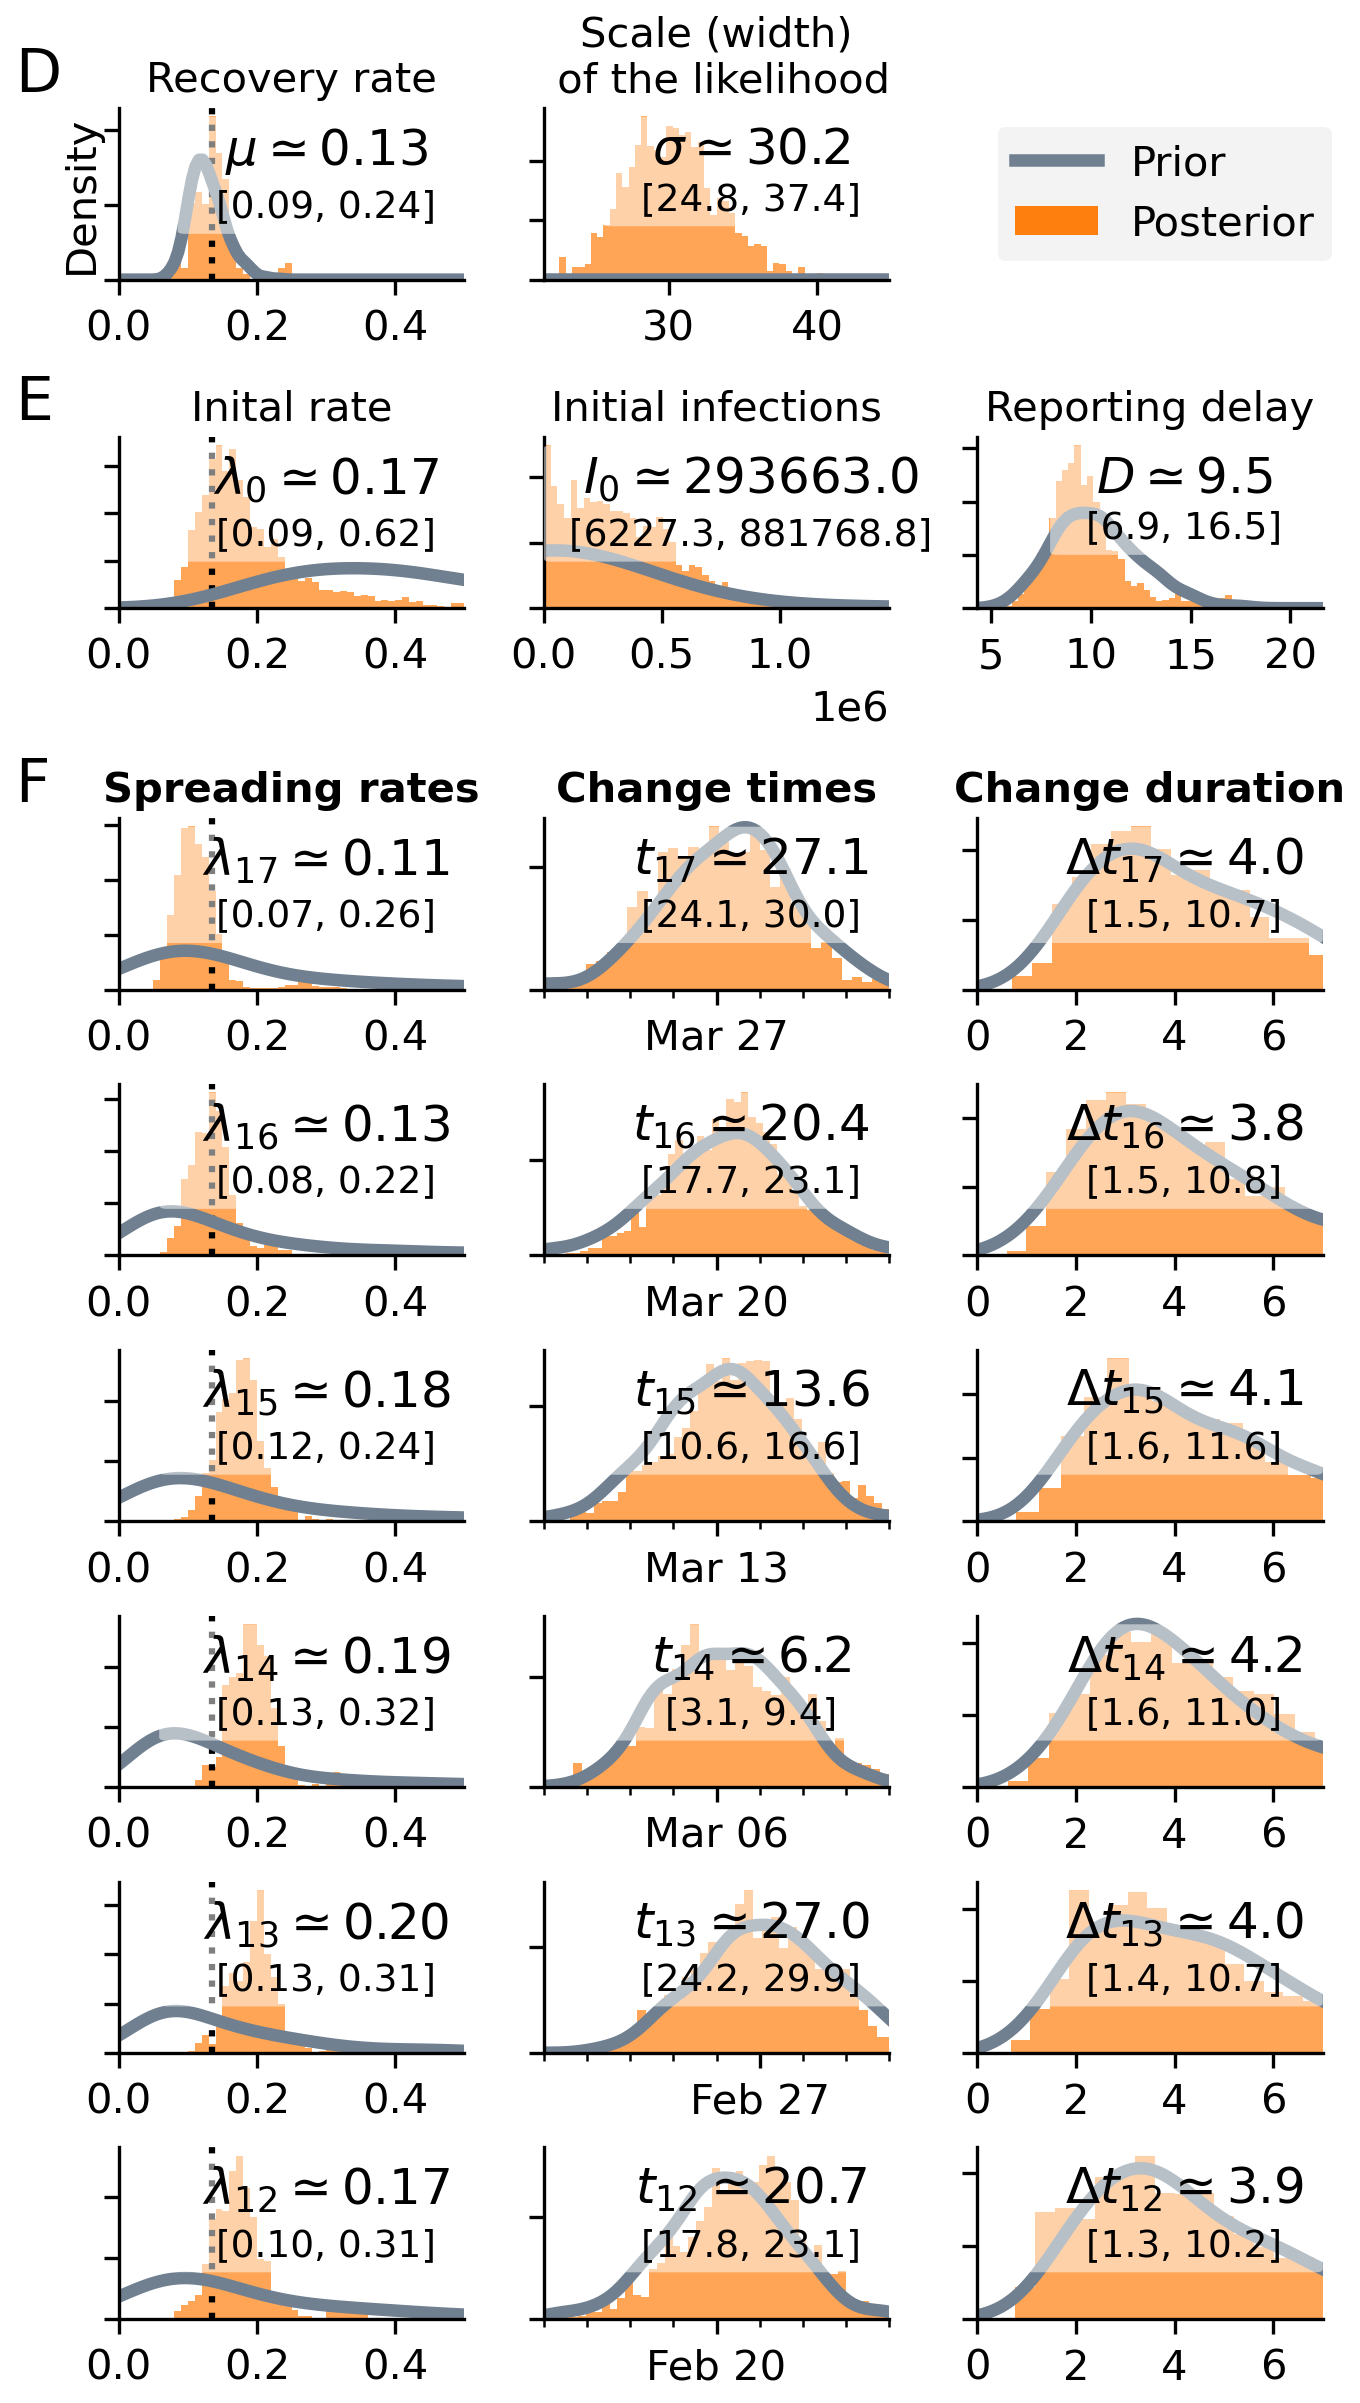 D
Recovery rate
Scale (width)
of the likelihood
Density
μ ≃ 0.13
[0.09, 0.24]
0.0 0.2 0.4
σ ≃ 30.2
[24.8, 37.4]
30 40
Prior
Posterior
E
Inital rate
λ0 ≃ 0.17
[0.09, 0.62]
0.0 0.2 0.4
Initial infections
I0 ≃ 293663.0
[6227.3, 881768.8]
0.0 0.5 1.0
1e6
Reporting delay
D ≃ 9.5
[6.9, 16.5]
5 10 15 20
F
Spreading rates
Change times
Change duration
λ17 ≃ 0.11
[0.07, 0.26]
0.0 0.2 0.4
t17 ≃ 27.1
[24.1, 30.0]
Mar 27
Δt17 ≃ 4.0
[1.5, 10.7]
0 2 4 6
λ16 ≃ 0.13
[0.08, 0.22]
0.0 0.2 0.4
t16 ≃ 20.4
[17.7, 23.1]
Mar 20
Δt16 ≃ 3.8
[1.5, 10.8]
0 2 4 6
λ15 ≃ 0.18
[0.12, 0.24]
0.0 0.2 0.4
t15 ≃ 13.6
[10.6, 16.6]
Mar 13
Δt15 ≃ 4.1
[1.6, 11.6]
0 2 4 6
λ14 ≃ 0.19
[0.13, 0.32]
0.0 0.2 0.4
t14 ≃ 6.2
[3.1, 9.4]
Mar 06
Δt14 ≃ 4.2
[1.6, 11.0]
0 2 4 6
λ13 ≃ 0.20
[0.13, 0.31]
0.0 0.2 0.4
t13 ≃ 27.0
[24.2, 29.9]
Feb 27
Δt13 ≃ 4.0
[1.4, 10.7]
0 2 4 6
λ12 ≃ 0.17
[0.10, 0.31]
0.0 0.2 0.4
t12 ≃ 20.7
[17.8, 23.1]
Feb 20
Δt12 ≃ 3.9
[1.3, 10.2]
0 2 4 6